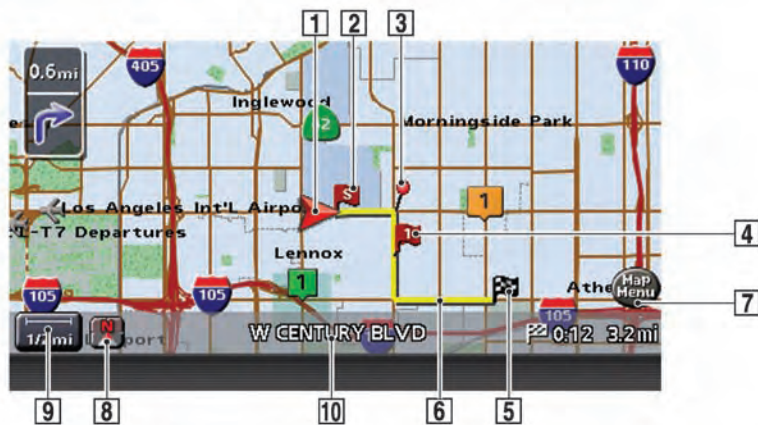 1 2 3
0.6mi
405
110
Inglewood
Morningside Park
S
1
Los Angeles Int'L Airpo
1
4
-T7 Departures
Lennox
1
Athe
Map
Menu
7
105
105
105
1/2mi
N
port
W CENTURY BLVD
0:12 3.2mi
9 8 10 6 5